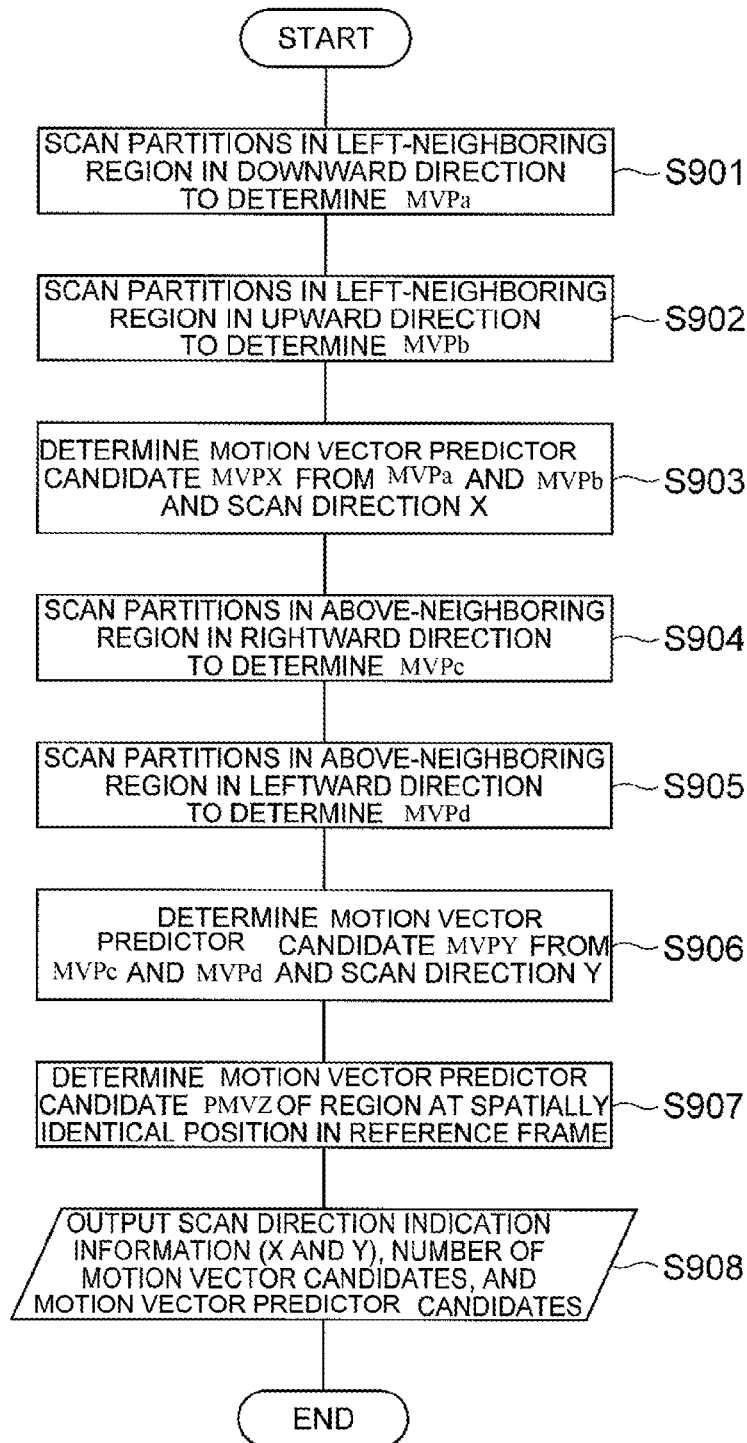 START
SCAN PARTITIONS IN LEFT-NEIGHBORING
REGION IN DOWNWARD DIRECTION
TO DETERMINE MVPa
S901
SCAN PARTITIONS IN LEFT-NEIGHBORING
REGION IN UPWARD DIRECTION
TO DETERMINE MVPb
S902
DETERMINE MOTION VECTOR PREDICTOR
CANDIDATE MVPX FROM MVPa AND MVPb
AND SCAN DIRECTION X
S903
SCAN PARTITIONS IN ABOVE-NEIGHBORING
REGION IN RIGHTWARD DIRECTION
TO DETERMINE MVPc
S904
SCAN PARTITIONS IN ABOVE-NEIGHBORING
REGION IN LEFTWARD DIRECTION
TO DETERMINE MVPd
S905
DETERMINE MOTION VECTOR
PREDICTOR CANDIDATE MVPY FROM
MVPc AND MVPd AND SCAN DIRECTION Y
S906
DETERMINE MOTION VECTOR PREDICTOR
CANDIDATE PMVZ OF REGION AT SPATIALLY
IDENTICAL POSITION IN REFERENCE FRAME
S907
OUTPUT SCAN DIRECTION INDICATION
INFORMATION (X AND Y), NUMBER OF
MOTION VECTOR CANDIDATES, AND
MOTION VECTOR PREDICTOR CANDIDATES
S908
END